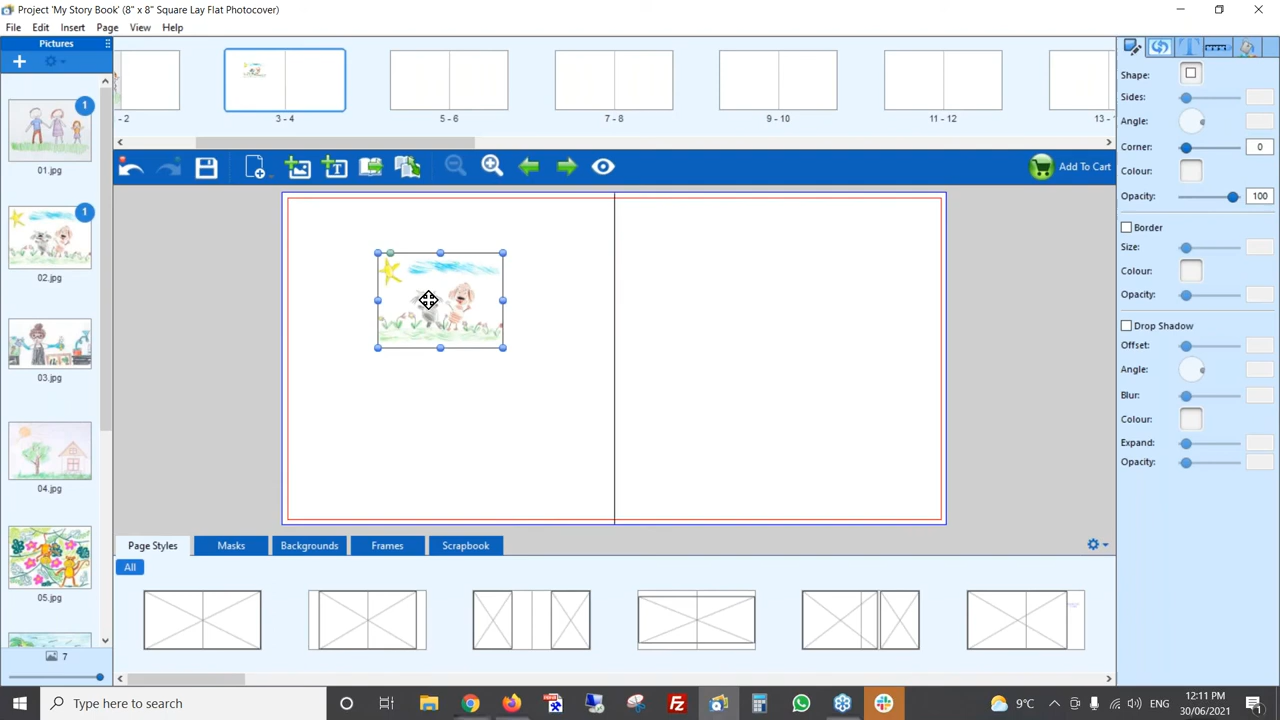 Project 'My Story Book' (8" x 8" Square Lay Flat Photocover)
File Edit Insert Page View Help
Pictures
1
01.jpg
1
02.jpg
03.jpg
04.jpg
05.jpg
7
- 2
3 - 4
5 - 6
7 - 8
9 - 10
11 - 12
13 -
Add To Cart
Page Styles Masks Backgrounds Frames Scrapbook
All
Shape:
Sides:
Angle:
Corner: 0
Colour:
Opacity: 100
Border
Size:
Colour:
Opacity:
Drop Shadow
Offset:
Angle:
Blur:
Colour:
Expand:
Opacity:
Type here to search
9°C
ENG
12:11 PM
30/06/2021